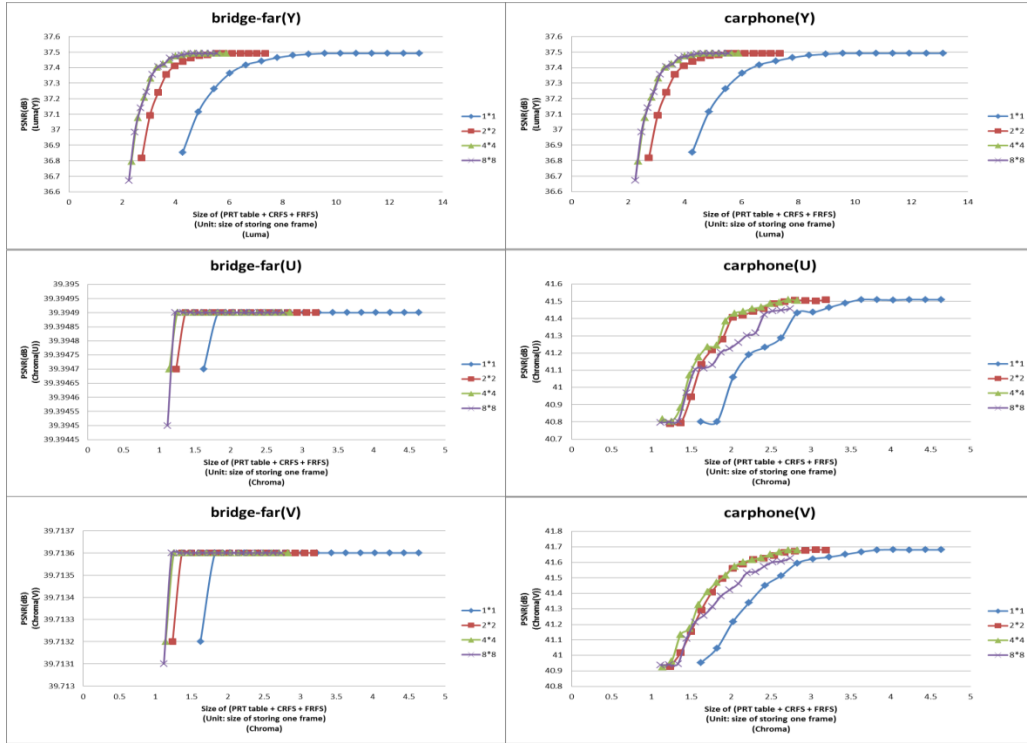 bridge-far(Y)
37.6
37.5
37.4
37.3
37.2
37.1
37
36.9
36.8
36.7
36.6
PSNR(dB)
(Luma(Y))
0 2 4 6 8 10 12 14
Size of (PRT table + CRFS + FRFS)
(Unit: size of storing one frame)
(Luma)
1*1
2*2
4*4
8*8
carphone(Y)
37.6
37.5
37.4
37.3
37.2
37.1
37
36.9
36.8
36.7
36.6
PSNR(dB)
(Luma(Y))
0 2 4 6 8 10 12 14
Size of (PRT table + CRFS + FRFS)
(Unit: size of storing one frame)
(Luma)
1*1
2*2
4*4
8*8
bridge-far(U)
39.395
39.39495
39.3949
39.39485
39.3948
39.39475
39.3947
39.39465
39.3946
39.39455
39.3945
39.39445
PSNR(dB)
(Chroma(U))
0 0.5 1 1.5 2 2.5 3 3.5 4 4.5 5
Size of (PRT table + CRFS + FRFS)
(Unit: size of storing one frame)
(Chroma)
1*1
2*2
4*4
8*8
carphone(U)
41.6
41.5
41.4
41.3
41.2
41.1
41
40.9
40.8
40.7
PSNR(dB)
(Chroma(U))
0 0.5 1 1.5 2 2.5 3 3.5 4 4.5 5
Size of (PRT table + CRFS + FRFS)
(Unit: size of storing one frame)
(Chroma)
1*1
2*2
4*4
8*8
bridge-far(V)
39.7137
39.7136
39.7135
39.7134
39.7133
39.7132
39.7131
39.713
PSNR(dB)
(Chroma(V))
0 0.5 1 1.5 2 2.5 3 3.5 4 4.5 5
Size of (PRT table + CRFS + FRFS)
(Unit: size of storing one frame)
(Chroma)
1*1
2*2
4*4
8*8
carphone(V)
41.8
41.7
41.6
41.5
41.4
41.3
41.2
41.1
41
40.9
40.8
PSNR(dB)
(Chroma(V))
0 0.5 1 1.5 2 2.5 3 3.5 4 4.5 5
Size of (PRT table + CRFS + FRFS)
(Unit: size of storing one frame)
(Chroma)
1*1
2*2
4*4
8*8